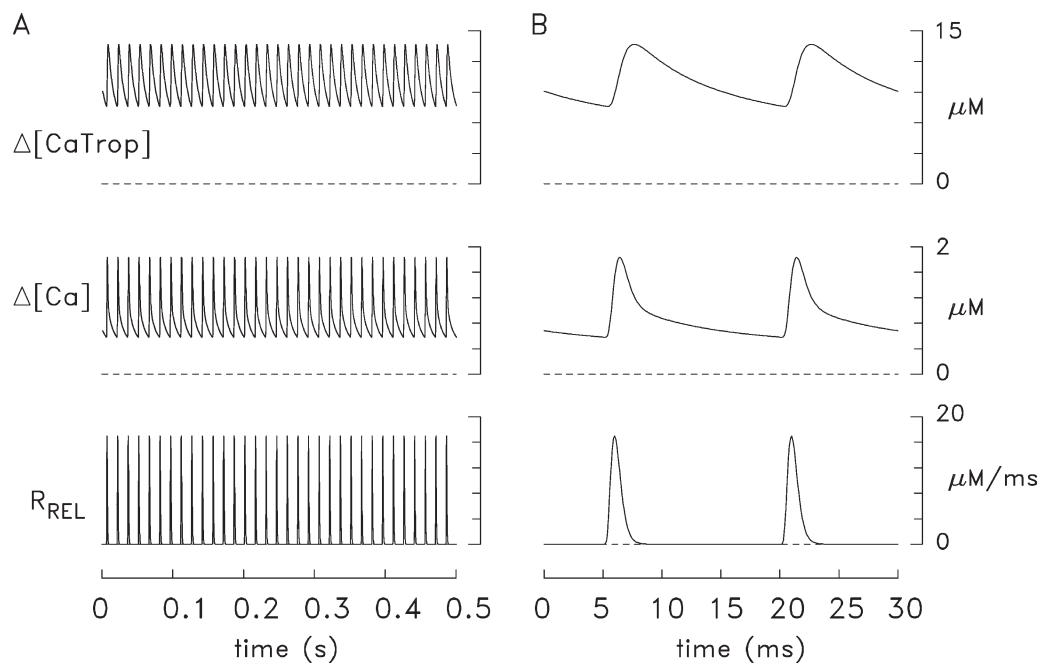 A
B
15
Δ[CaTrop]
μM
0
2
Δ[Ca]
μM
0
20
R_REL
μM/ms
0
0 0.1 0.2 0.3 0.4 0.5
0 5 10 15 20 25 30
time (s)
time (ms)